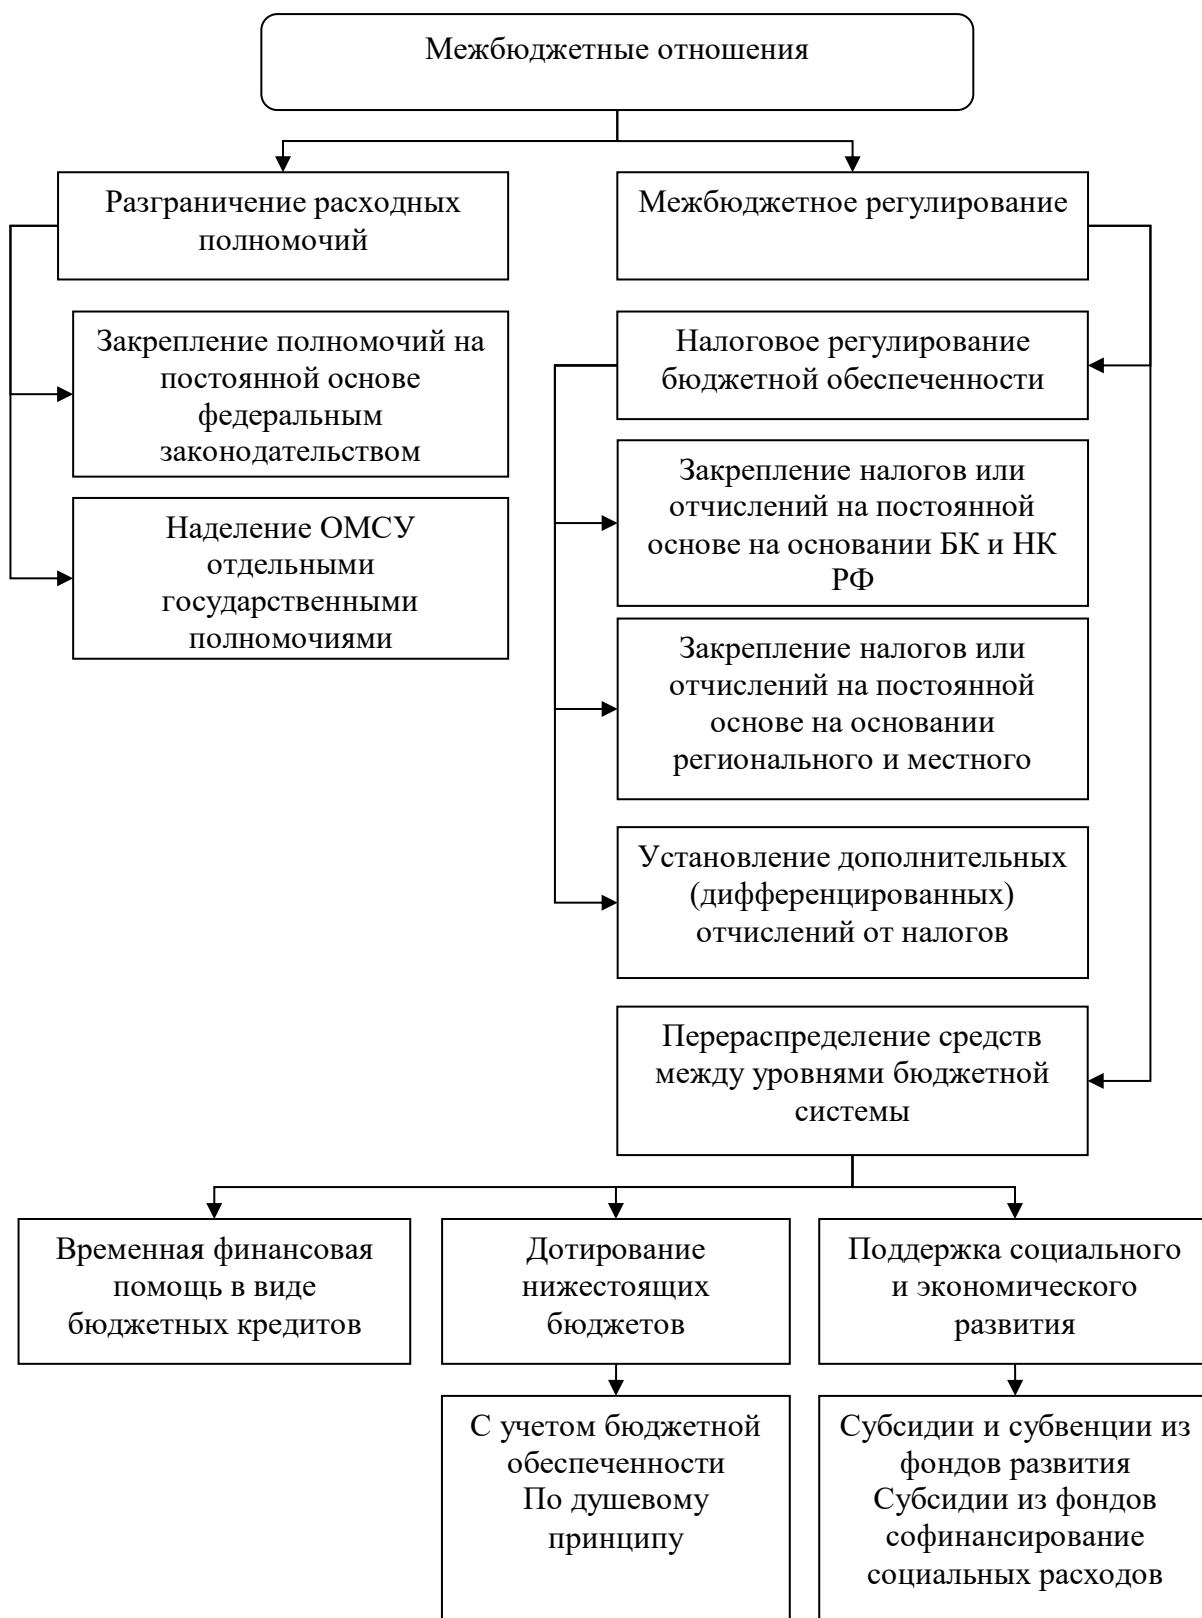 Межбюджетные отношения
Разграничение расходных
полномочий
Межбюджетное регулирование
Закрепление полномочий на
постоянной основе
федеральным
законодательством
Наделение ОМСУ
отдельными
государственными
полномочиями
Налоговое регулирование
бюджетной обеспеченности
Закрепление налогов или
отчислений на постоянной
основе на основании БК и НК
РФ
Закрепление налогов или
отчислений на постоянной
основе на основании
регионального и местного
Установление дополнительных
(дифференцированных)
отчислений от налогов
Перераспределение средств
между уровнями бюджетной
системы
Временная финансовая
помощь в виде
бюджетных кредитов
Дотирование
нижестоящих
бюджетов
Поддержка социального
и экономического
развития
С учетом бюджетной
обеспеченности
По душевому
принципу
Субсидии и субвенции из
фондов развития
Субсидии из фондов
софинансирование
социальных расходов